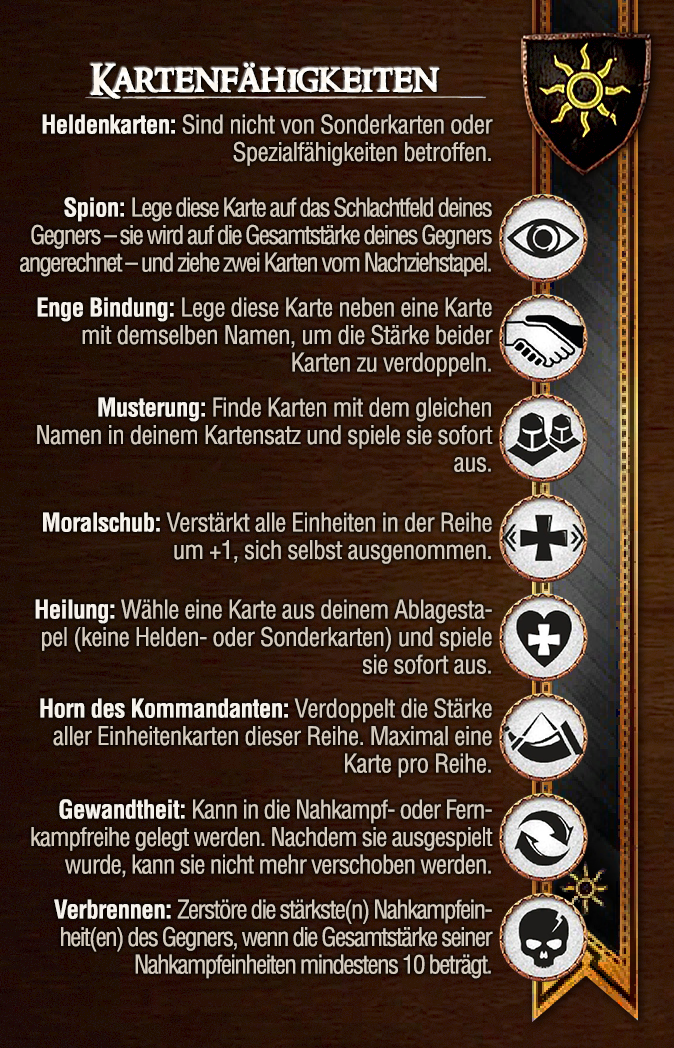 Kartenfähigkeiten
Heldenkarten: Sind nicht von Sonderkarten oder
Spezialfähigkeiten betroffen.
Spion: Lege diese Karte auf das Schlachtfeld deines
Gegners – sie wird auf die Gesamtstärke deines Gegners
angerechnet – und ziehe zwei Karten vom Nachziehstapel.
Enge Bindung: Lege diese Karte neben eine Karte
mit demselben Namen, um die Stärke beider
Karten zu verdoppeln.
Musterung: Finde Karten mit dem gleichen
Namen in deinem Kartensatz und spiele sie sofort
aus.
Moralschub: Verstärkt alle Einheiten in der Reihe
um +1, sich selbst ausgenommen.
Heilung: Wähle eine Karte aus deinem Ablagesta-
pel (keine Helden- oder Sonderkarten) und spiele
sie sofort aus.
Horn des Kommandanten: Verdoppelt die Stärke
aller Einheitenkarten dieser Reihe. Maximal eine
Karte pro Reihe.
Gewandtheit: Kann in die Nahkampf- oder Fern-
kampfreihe gelegt werden. Nachdem sie ausgespielt
wurde, kann sie nicht mehr verschoben werden.
Verbrennen: Zerstöre die stärkste(n) Nahkampfein-
heit(en) des Gegners, wenn die Gesamtstärke seiner
Nahkampfeinheiten mindestens 10 beträgt.